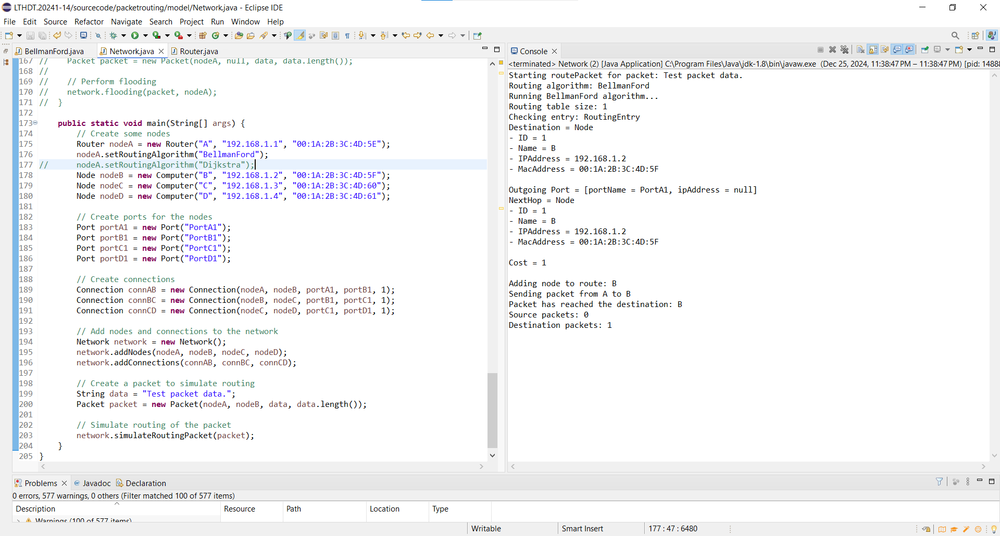 LTHDT.20241-14/sourcecode/packetrouting/model/Network.java - Eclipse IDE
File Edit Source Refactor Navigate Search Project Run Window Help
BellmanFord.java Network.java Router.java
167 //    Packet packet = new Packet(nodeA, null, data, data.length());
168 //
169 //    // Perform flooding
170 //    network.flooding(packet, nodeA);
171 //  }
172
173    public static void main(String[] args) {
174        // Create some nodes
175        Router nodeA = new Router("A", "192.168.1.1", "00:1A:2B:3C:4D:5E");
176        nodeA.setRoutingAlgorithm("BellmanFord");
177 //      nodeA.setRoutingAlgorithm("Dijkstra");
178        Node nodeB = new Computer("B", "192.168.1.2", "00:1A:2B:3C:4D:5F");
179        Node nodeC = new Computer("C", "192.168.1.3", "00:1A:2B:3C:4D:60");
180        Node nodeD = new Computer("D", "192.168.1.4", "00:1A:2B:3C:4D:61");
181
182        // Create ports for the nodes
183        Port portA1 = new Port("PortA1");
184        Port portB1 = new Port("PortB1");
185        Port portC1 = new Port("PortC1");
186        Port portD1 = new Port("PortD1");
187
188        // Create connections
189        Connection connAB = new Connection(nodeA, nodeB, portA1, portB1, 1);
190        Connection connBC = new Connection(nodeB, nodeC, portB1, portC1, 1);
191        Connection connCD = new Connection(nodeC, nodeD, portC1, portD1, 1);
192
193        // Add nodes and connections to the network
194        Network network = new Network();
195        network.addNodes(nodeA, nodeB, nodeC, nodeD);
196        network.addConnections(connAB, connBC, connCD);
197
198        // Create a packet to simulate routing
199        String data = "Test packet data.";
200        Packet packet = new Packet(nodeA, nodeB, data, data.length());
201
202        // Simulate routing of the packet
203        network.simulateRoutingPacket(packet);
204    }
205 }
Console
<terminated> Network (2) [Java Application] C:\Program Files\Java\jdk-1.8\bin\javaw.exe (Dec 25, 2024, 11:38:47 PM – 11:38:47 PM) [pid: 1488
Starting routePacket for packet: Test packet data.
Routing algorithm: BellmanFord
Running BellmanFord algorithm...
Routing table size: 1
Checking entry: RoutingEntry
Destination = Node
- ID = 1
- Name = B
- IPAddress = 192.168.1.2
- MacAddress = 00:1A:2B:3C:4D:5F
Outgoing Port = [portName = PortA1, ipAddress = null]
NextHop = Node
- ID = 1
- Name = B
- IPAddress = 192.168.1.2
- MacAddress = 00:1A:2B:3C:4D:5F
Cost = 1
Adding node to route: B
Sending packet from A to B
Packet has reached the destination: B
Source packets: 0
Destination packets: 1
Problems @ Javadoc Declaration
0 errors, 577 warnings, 0 others (Filter matched 100 of 577 items)
Description Resource Path Location Type
Warnings (100 of 577 items)
Writable Smart Insert 177 : 47 : 6480